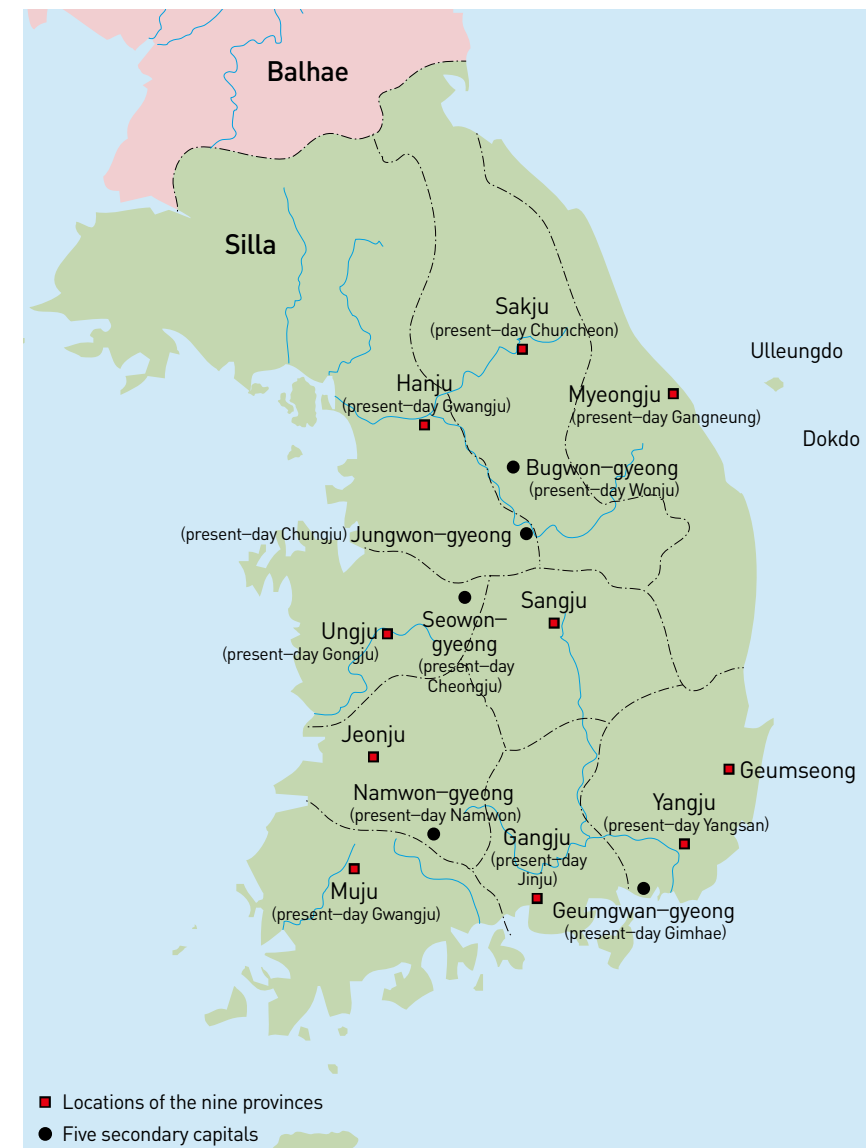 Balhae
Silla
Sakju
(present–day Chuncheon)
Ulleungdo
Hanju
(present–day Gwangju)
Myeongju
(present–day Gangneung)
Dokdo
Bugwon–gyeong
(present–day Wonju)
(present–day Chungju) Jungwon–gyeong
Sangju
Seowon–
gyeong
(present–day
Cheongju)
Ungju
(present–day Gongju)
Jeonju
Geumseong
Namwon–gyeong
(present–day Namwon)
Yangju
(present–day Yangsan)
Gangju
(present–day
Jinju)
Muju
(present–day Gwangju)
Geumgwan–gyeong
(present–day Gimhae)
Locations of the nine provinces
Five secondary capitals